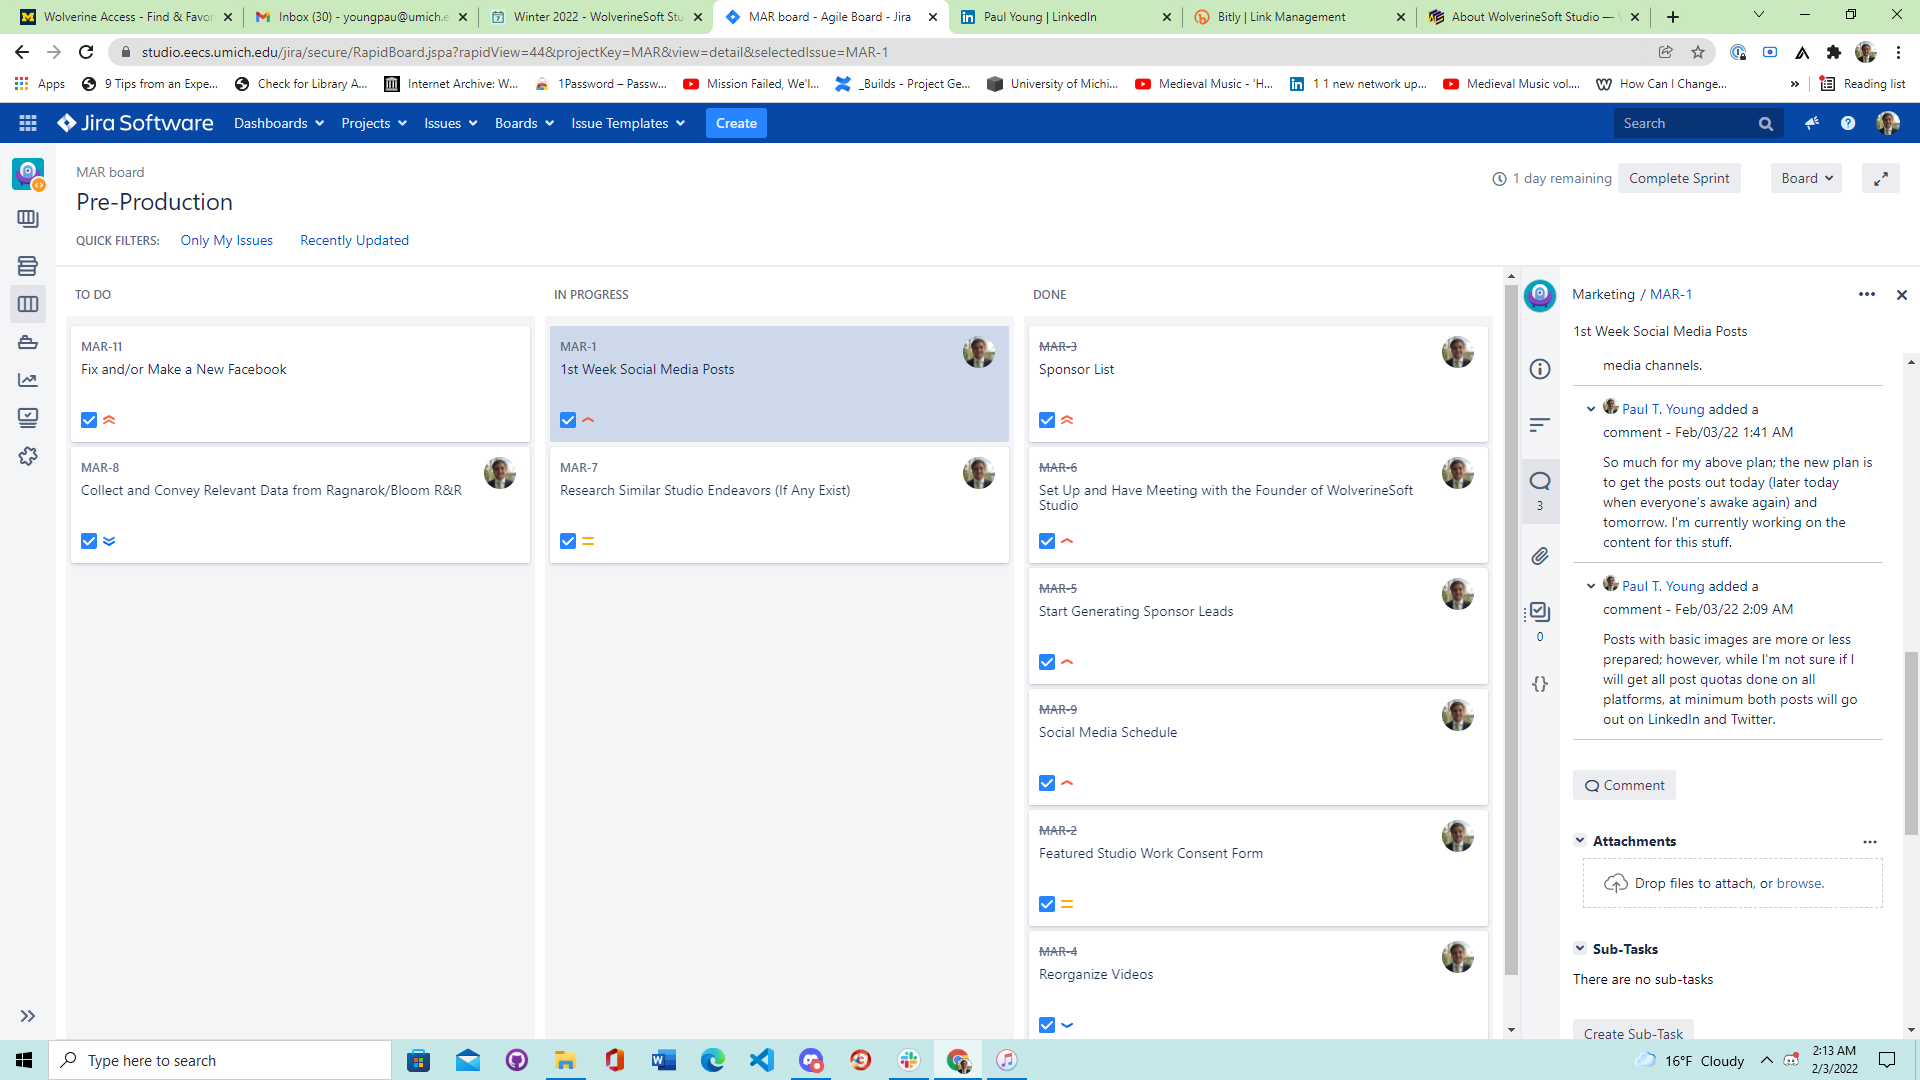 Wolverine Access - Find & Favor
Inbox (30) - youngpau@umich.e
Winter 2022 - WolverineSoft Stu
MAR board - Agile Board - Jira
Paul Young | LinkedIn
Bitly | Link Management
About WolverineSoft Studio — W
studio.eecs.umich.edu/jira/secure/RapidBoard.jspa?rapidView=44&projectKey=MAR&view=detail&selectedIssue=MAR-1
Apps
9 Tips from an Expe...
Check for Library A...
Internet Archive: W...
1Password – Passw...
Mission Failed, We'l...
_Builds - Project Ge...
University of Michi...
Medieval Music - 'H...
1 1 new network up...
Medieval Music vol....
How Can I Change...
»
Reading list
Jira Software
Dashboards
Projects
Issues
Boards
Issue Templates
Create
Search
MAR board
Pre-Production
1 day remaining
Complete Sprint
Board
QUICK FILTERS:
Only My Issues
Recently Updated
TO DO
MAR-11
Fix and/or Make a New Facebook
MAR-8
Collect and Convey Relevant Data from Ragnarok/Bloom R&R
IN PROGRESS
MAR-1
1st Week Social Media Posts
MAR-7
Research Similar Studio Endeavors (If Any Exist)
DONE
MAR-3
Sponsor List
MAR-6
Set Up and Have Meeting with the Founder of WolverineSoft
Studio
MAR-5
Start Generating Sponsor Leads
MAR-9
Social Media Schedule
MAR-2
Featured Studio Work Consent Form
MAR-4
Reorganize Videos
3
0
Marketing / MAR-1
1st Week Social Media Posts
media channels.
Paul T. Young added a
comment - Feb/03/22 1:41 AM
So much for my above plan; the new plan is
to get the posts out today (later today
when everyone's awake again) and
tomorrow. I'm currently working on the
content for this stuff.
Paul T. Young added a
comment - Feb/03/22 2:09 AM
Posts with basic images are more or less
prepared; however, while I'm not sure if I
will get all post quotas done on all
platforms, at minimum both posts will go
out on LinkedIn and Twitter.
Comment
Attachments
Drop files to attach, or browse.
Sub-Tasks
There are no sub-tasks
Create Sub-Task
Type here to search
16°F Cloudy
2:13 AM
2/3/2022